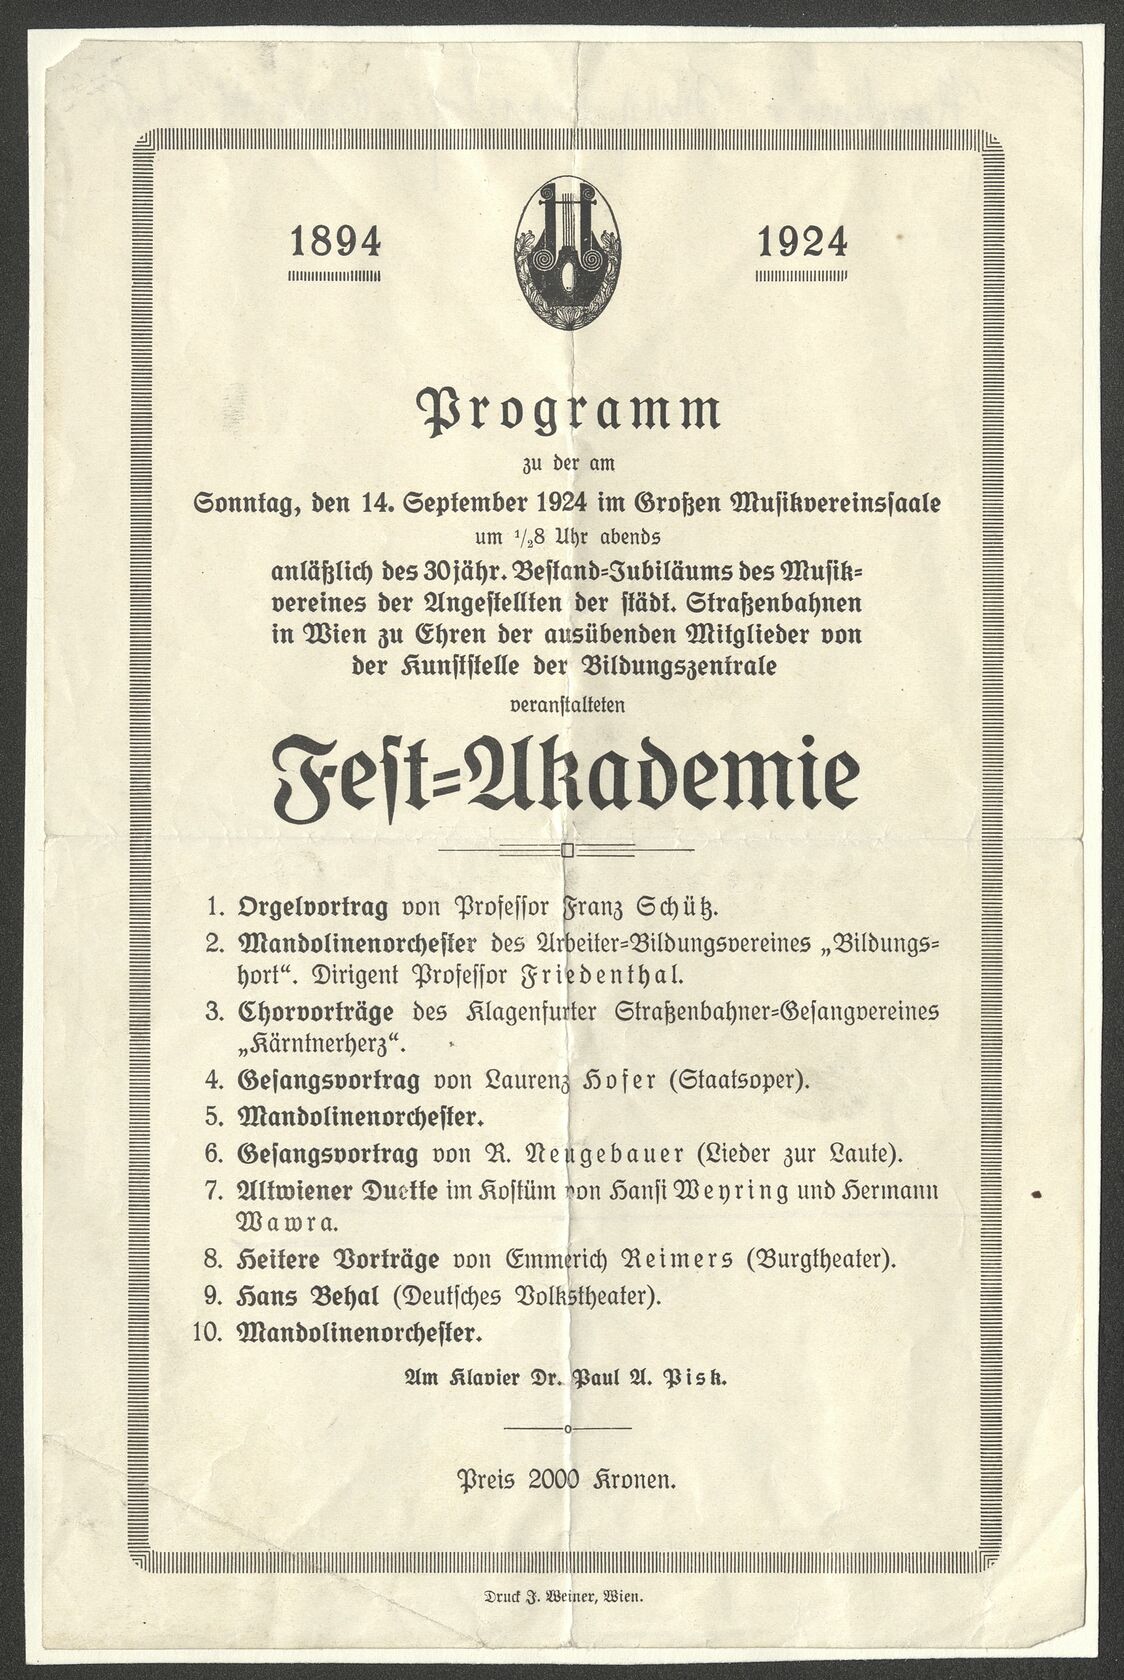 1894 1924
Programm
zu der am
Sonntag, den 14. September 1924 im Großen Musikvereinssaale
um 1/28 Uhr abends
anläßlich des 30jähr. Bestand=Jubiläums des Musik=
vereines der Angestellten der städt. Straßenbahnen
in Wien zu Ehren der ausübenden Mitglieder von
der Kunststelle der Bildungszentrale
veranstalteten
Fest=Akademie
1. Orgelvortrag von Professor Franz Schütz.
2. Mandolinenorchester des Arbeiter=Bildungsvereines „Bildungs=
hort“. Dirigent Professor Friedenthal.
3. Chorvorträge des Klagenfurter Straßenbahner=Gesangvereines
„Kärntnerherz“.
4. Gesangsvortrag von Laurenz Hofer (Staatsoper).
5. Mandolinenorchester.
6. Gesangsvortrag von R. Neugebauer (Lieder zur Laute).
7. Altwiener Duette im Kostüm von Hansi Weyring und Hermann
Wawra.
8. Heitere Vorträge von Emmerich Reimers (Burgtheater).
9. Hans Behal (Deutsches Volkstheater).
10. Mandolinenorchester.
Am Klavier Dr. Paul A. Pisk.
Preis 2000 Kronen.
Druck J. Weiner, Wien.